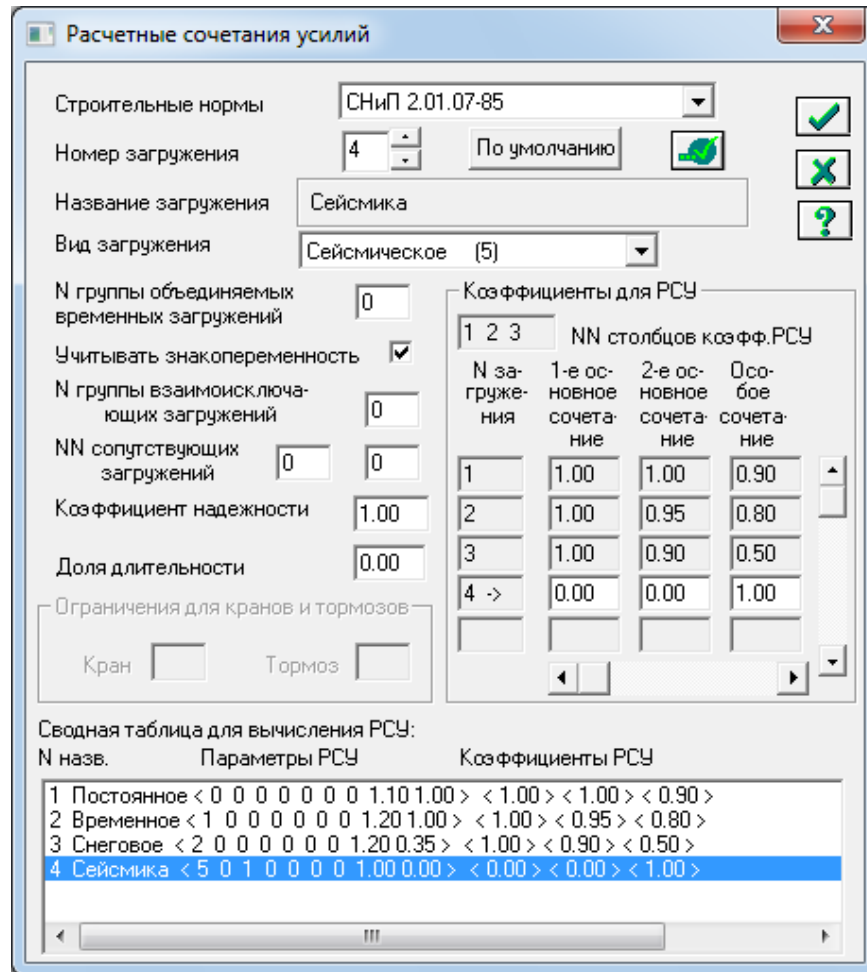 Расчетные сочетания усилий
Строительные нормы СНиП 2.01.07-85
Номер загружения 4 По умолчанию
Название загружения Сейсмика
Вид загружения Сейсмическое (5)
N группы объединяемых
временных загружений 0
Учитывать знакопеременность
N группы взаимоисключа-
ющих загружений 0
NN сопутствующих
загружений 0 0
Коэффициент надежности 1.00
Доля длительности 0.00
Ограничения для кранов и тормозов
Кран Тормоз
Коэффициенты для РСУ
1 2 3 NN столбцов коэфф.РСУ
N за- 1-е ос- 2-е ос- Осо-
груже- новное новное бое
ния сочета- сочета- сочета-
ние ние ние
1 1.00 1.00 0.90
2 1.00 0.95 0.80
3 1.00 0.90 0.50
4 -> 0.00 0.00 1.00
Сводная таблица для вычисления РСУ:
N назв. Параметры РСУ Коэффициенты РСУ
1 Постоянное < 0 0 0 0 0 0 0 1.10 1.00 > < 1.00 > < 1.00 > < 0.90 >
2 Временное < 1 0 0 0 0 0 0 1.20 1.00 > < 1.00 > < 0.95 > < 0.80 >
3 Снеговое < 2 0 0 0 0 0 0 1.20 0.35 > < 1.00 > < 0.90 > < 0.50 >
4 Сейсмика < 5 0 1 0 0 0 0 1.00 0.00 > < 0.00 > < 0.00 > < 1.00 >